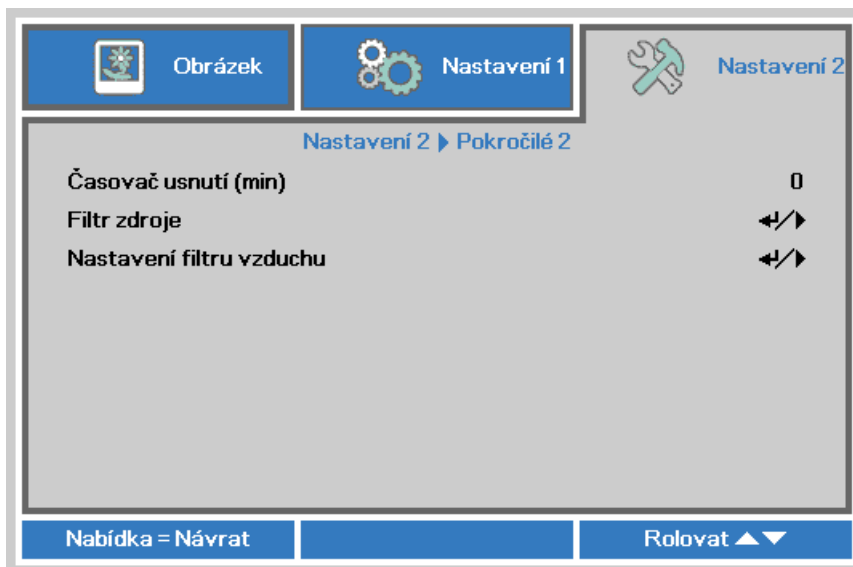 Obrázek
Nastavení 1
Nastavení 2
Nastavení 2 ▶ Pokročilé 2
Časovač usnutí (min) 0
Filtr zdroje ↵/▶
Nastavení filtru vzduchu ↵/▶
Nabídka = Návrat
Rolovat ▲▼